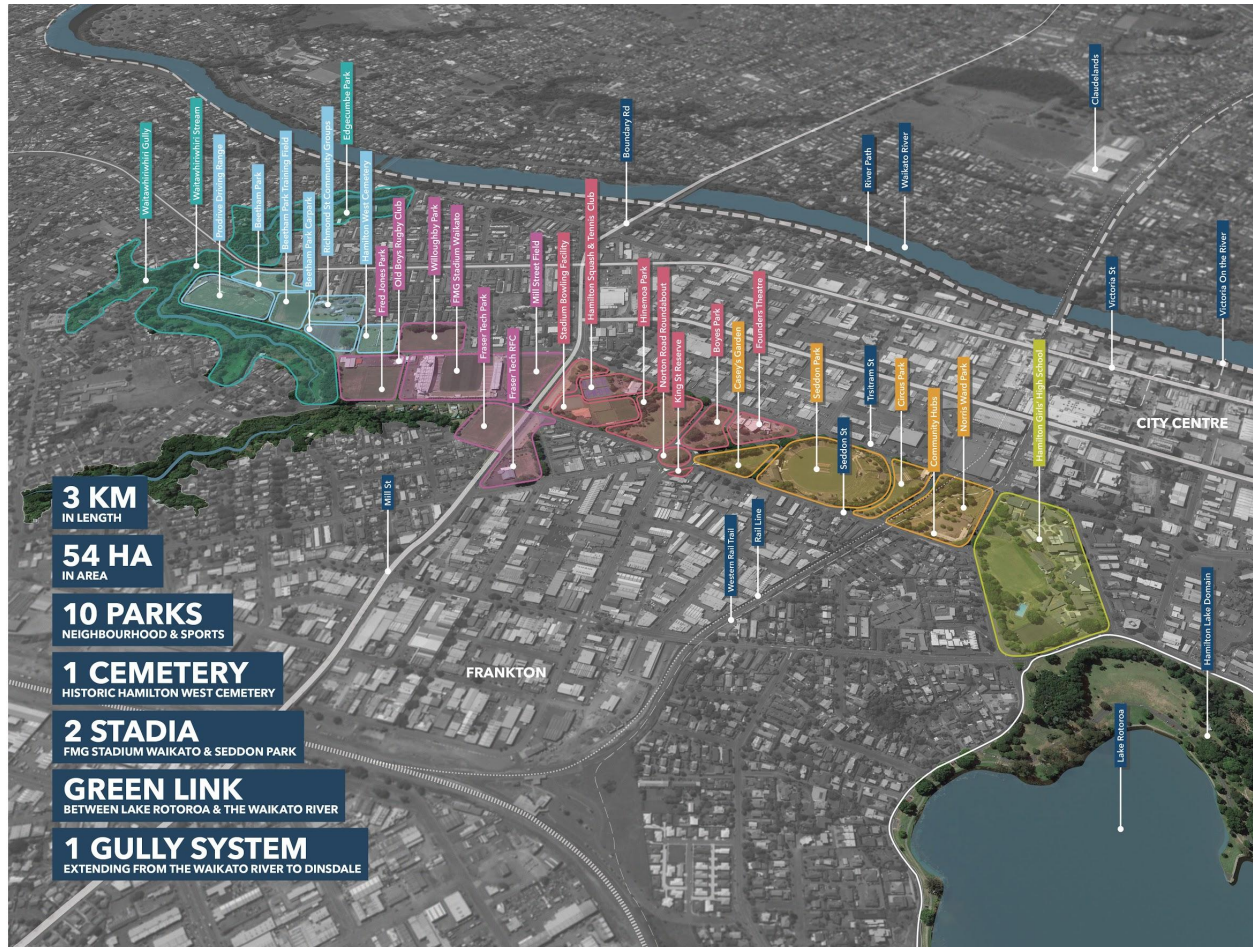 Waitawhiriwhiri Gully
Waitawhiriwhiri Stream
Prodrive Driving Range
Beetham Park
Beetham Park Training Field
Beetham Park Carpark
Richmond St Community Groups
Edgecumbe Park
Hamilton West Cemetery
Fred Jones Park
Old Boys Rugby Club
Willoughby Park
FMG Stadium Waikato
Fraser Tech Park
Fraser Tech RFC
Mill Street Field
Stadium Bowling Facility
Hamilton Squash & Tennis Club
Boundary Rd
Hinemoa Park
Norton Road Roundabout
King St Reserve
Boyes Park
Casey's Garden
Founders Theatre
Seddon Park
Seddon St
River Path
Trsitram St
Waikato River
Circus Park
Community Hubs
Norris Ward Park
Hamilton Girls' High School
Claudelands
Victoria St
Victoria On the River
CITY CENTRE
Mill St
Western Rail Trail
Rail Line
Hamilton Lake Domain
Lake Rotoroa
FRANKTON
3 KM
IN LENGTH
54 HA
IN AREA
10 PARKS
NEIGHBOURHOOD & SPORTS
1 CEMETERY
HISTORIC HAMILTON WEST CEMETERY
2 STADIA
FMG STADIUM WAIKATO & SEDDON PARK
GREEN LINK
BETWEEN LAKE ROTOROA & THE WAIKATO RIVER
1 GULLY SYSTEM
EXTENDING FROM THE WAIKATO RIVER TO DINSDALE